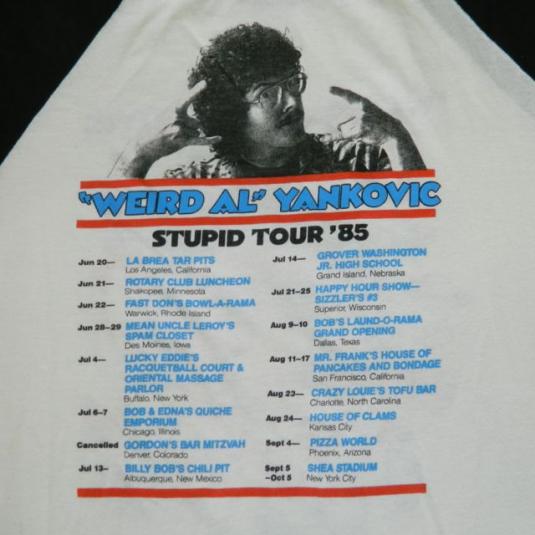 "WEIRD AL" YANKOVIC
STUPID TOUR '85
Jun 20— LA BREA TAR PITS
Los Angeles, California
Jun 21— ROTARY CLUB LUNCHEON
Shakopee, Minnesota
Jun 22— FAST DON'S BOWL-A-RAMA
Warwick, Rhode Island
Jun 28-29 MEAN UNCLE LEROY'S
SPAM CLOSET
Des Moines, Iowa
Jul 4— LUCKY EDDIE'S
RACQUETBALL COURT &
ORIENTAL MASSAGE
PARLOR
Buffalo, New York
Jul 6-7 BOB & EDNA'S QUICHE
EMPORIUM
Chicago, Illinois
Cancelled GORDON'S BAR MITZVAH
Denver, Colorado
Jul 13— BILLY BOB'S CHILI PIT
Albuquerque, New Mexico
Jul 14— GROVER WASHINGTON
JR. HIGH SCHOOL
Grand Island, Nebraska
Jul 21-25 HAPPY HOUR SHOW—
SIZZLER'S #3
Superior, Wisconsin
Aug 9-10 BOB'S LAUND-O-RAMA
GRAND OPENING
Dallas, Texas
Aug 11-17 MR. FRANK'S HOUSE OF
PANCAKES AND BONDAGE
San Francisco, California
Aug 23— CRAZY LOUIE'S TOFU BAR
Charlotte, North Carolina
Aug 24— HOUSE OF CLAMS
Kansas City
Sept 4— PIZZA WORLD
Phoenix, Arizona
Sept 5 SHEA STADIUM
-Oct 5 New York City